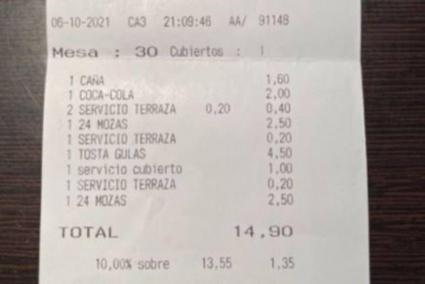 06-10-2021 CA3 21:09:46 AA/ 91148
Mesa : 30 Cubiertos : 1
1 CAÑA 1,60
1 COCA-COLA 2,00
2 SERVICIO TERRAZA 0,20 0,40
1 24 MOZAS 2,50
1 SERVICIO TERRAZA 0,20
1 TOSTA GULAS 4,50
1 servicio cubierto 1,00
1 SERVICIO TERRAZA 0,20
1 24 MOZAS 2,50
TOTAL 14,90
10,00% sobre 13,55 1,35